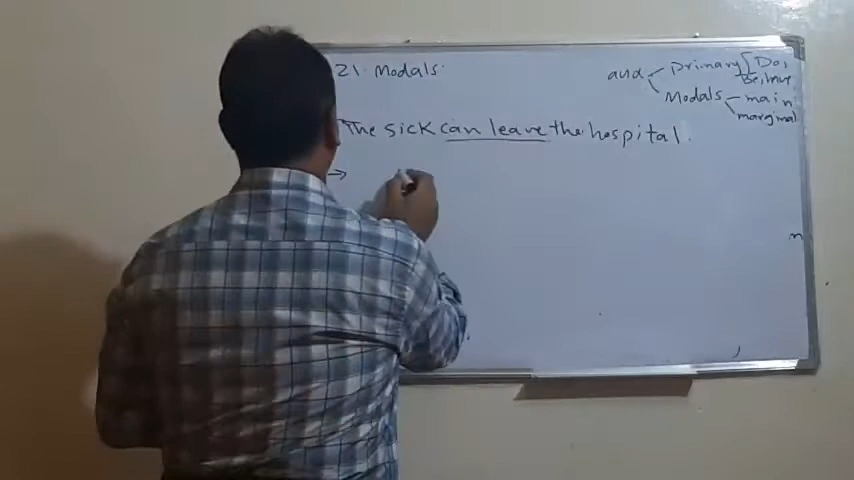 21. Modals.
auX
Primary { Do,
Be, have
Modals main
marginal
The sick can leave the hospital.
→
n